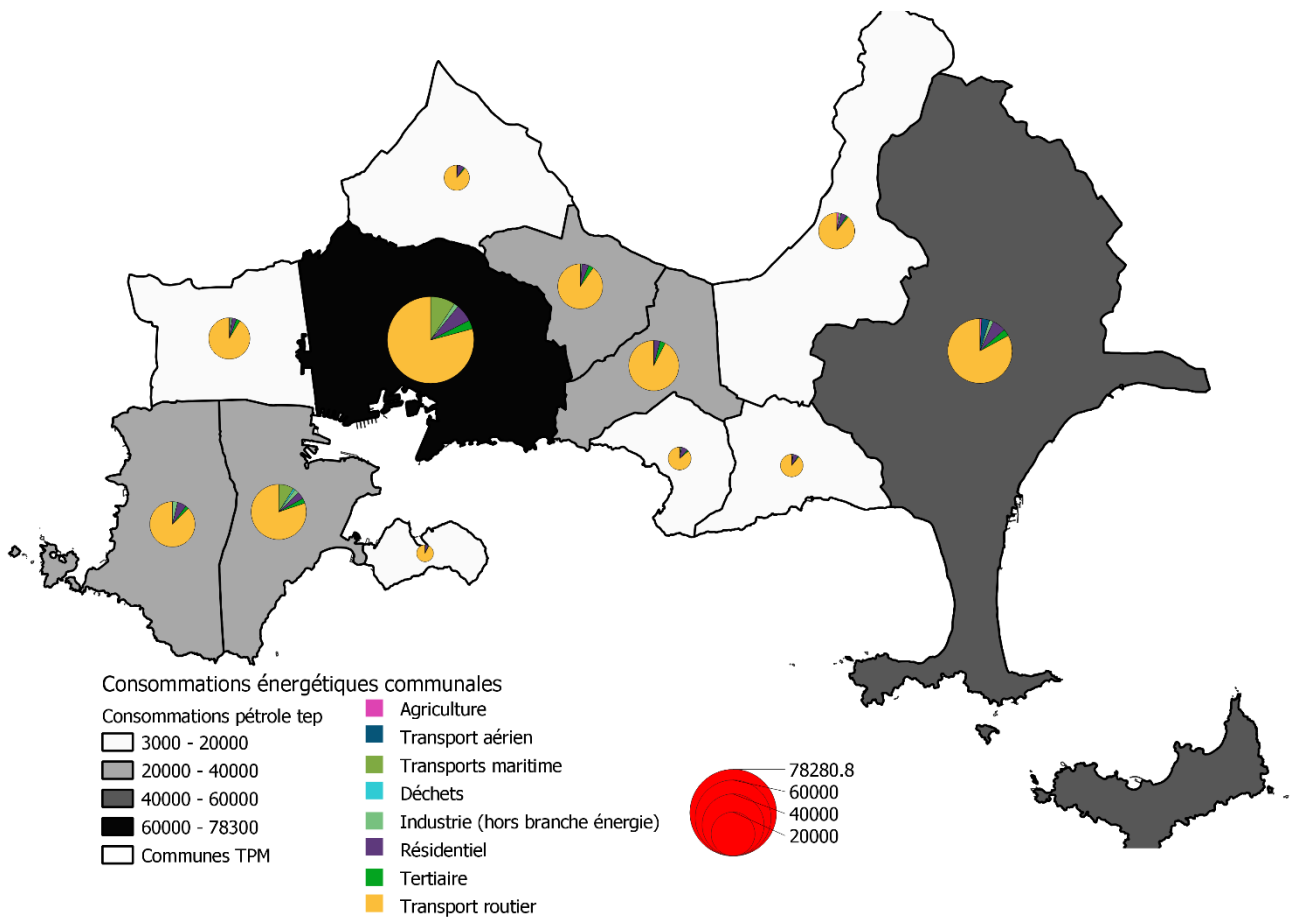 Consommations énergétiques communales
Consommations pétrole tep
3000 - 20000
20000 - 40000
40000 - 60000
60000 - 78300
Communes TPM
Agriculture
Transport aérien
Transports maritime
Déchets
Industrie (hors branche énergie)
Résidentiel
Tertiaire
Transport routier
78280.8
60000
40000
20000